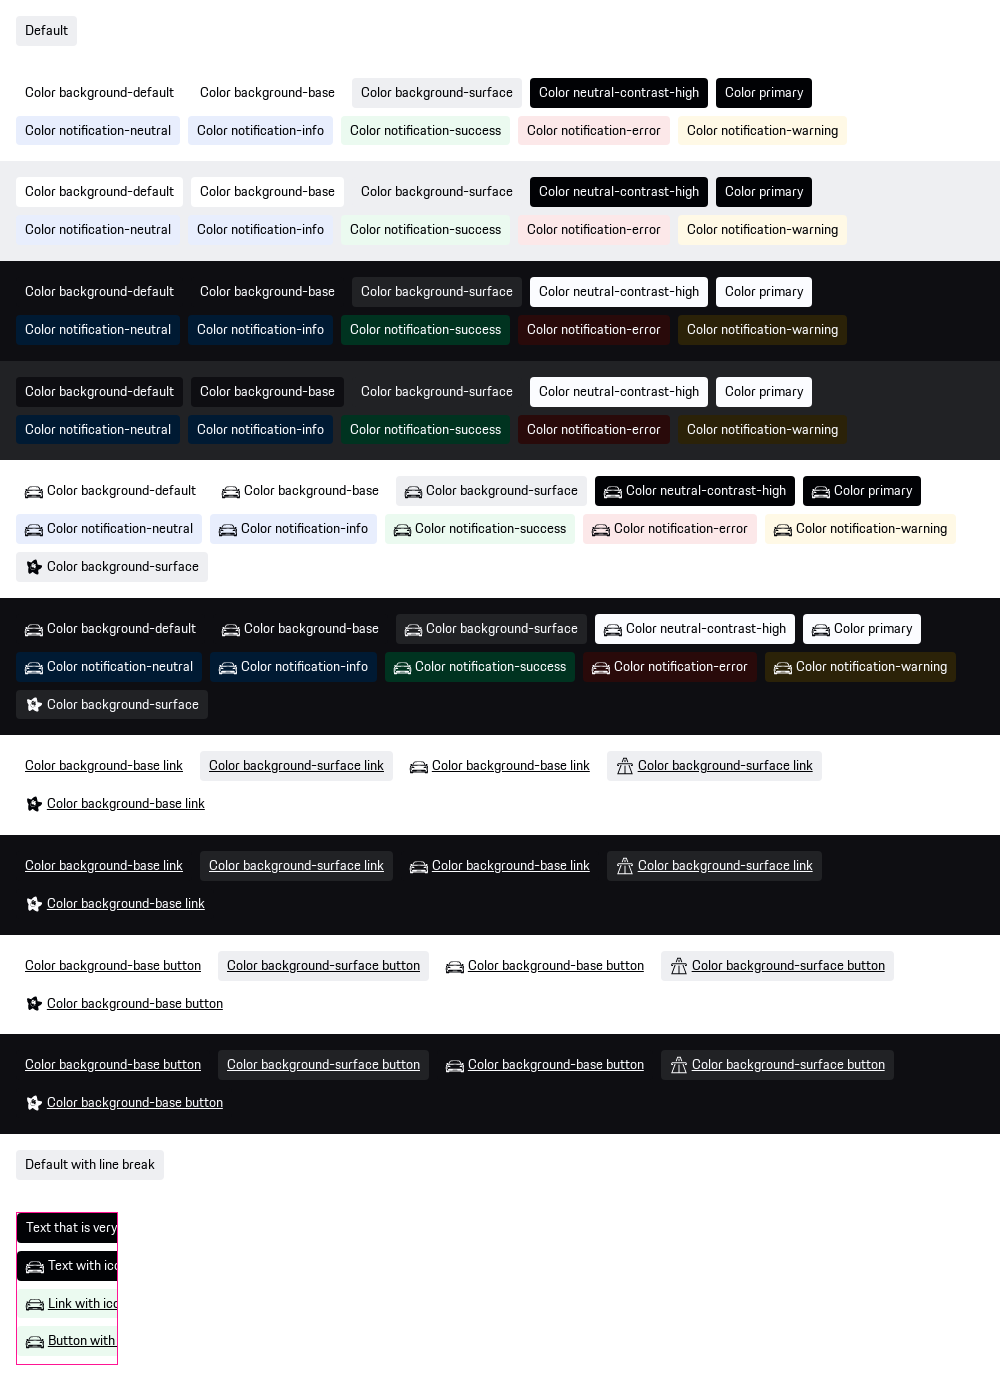 Default
Color background-default Color background-base Color background-surface Color neutral-contrast-high Color primary
Color notification-neutral Color notification-info Color notification-success Color notification-error Color notification-warning
Color background-default Color background-base Color background-surface Color neutral-contrast-high Color primary
Color notification-neutral Color notification-info Color notification-success Color notification-error Color notification-warning
Color background-default Color background-base Color background-surface Color neutral-contrast-high Color primary
Color notification-neutral Color notification-info Color notification-success Color notification-error Color notification-warning
Color background-default Color background-base Color background-surface Color neutral-contrast-high Color primary
Color notification-neutral Color notification-info Color notification-success Color notification-error Color notification-warning
Color background-default Color background-base Color background-surface Color neutral-contrast-high Color primary
Color notification-neutral Color notification-info Color notification-success Color notification-error Color notification-warning
Color background-surface
Color background-default Color background-base Color background-surface Color neutral-contrast-high Color primary
Color notification-neutral Color notification-info Color notification-success Color notification-error Color notification-warning
Color background-surface
Color background-base link Color background-surface link Color background-base link Color background-surface link
Color background-base link
Color background-base link Color background-surface link Color background-base link Color background-surface link
Color background-base link
Color background-base button Color background-surface button Color background-base button Color background-surface button
Color background-base button
Color background-base button Color background-surface button Color background-base button Color background-surface button
Color background-base button
Default with line break
Text that is very
Text with ico
Link with ico
Button with